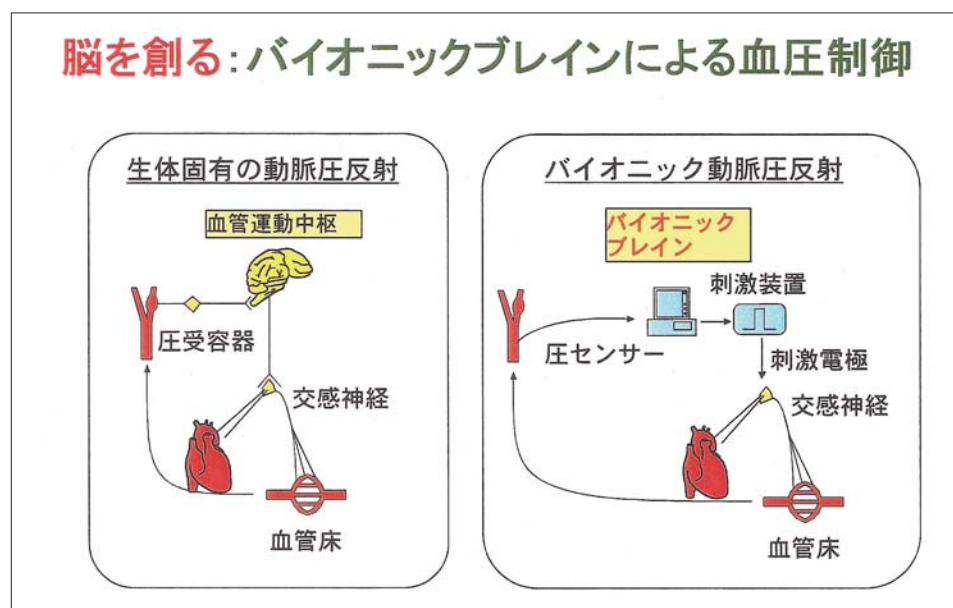 脳を創る：バイオニックブレインによる血圧制御
生体固有の動脈圧反射
血管運動中枢
圧受容器
交感神経
血管床
バイオニック動脈圧反射
バイオニック
ブレイン
刺激装置
圧センサー
刺激電極
交感神経
血管床